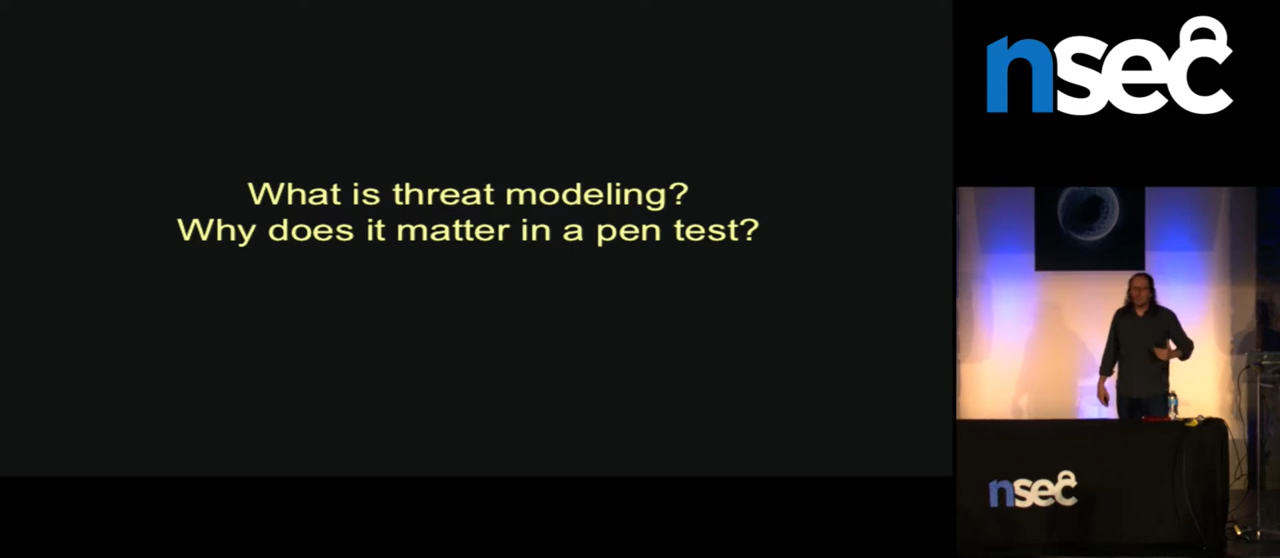 What is threat modeling?
Why does it matter in a pen test?
nsec
nsec